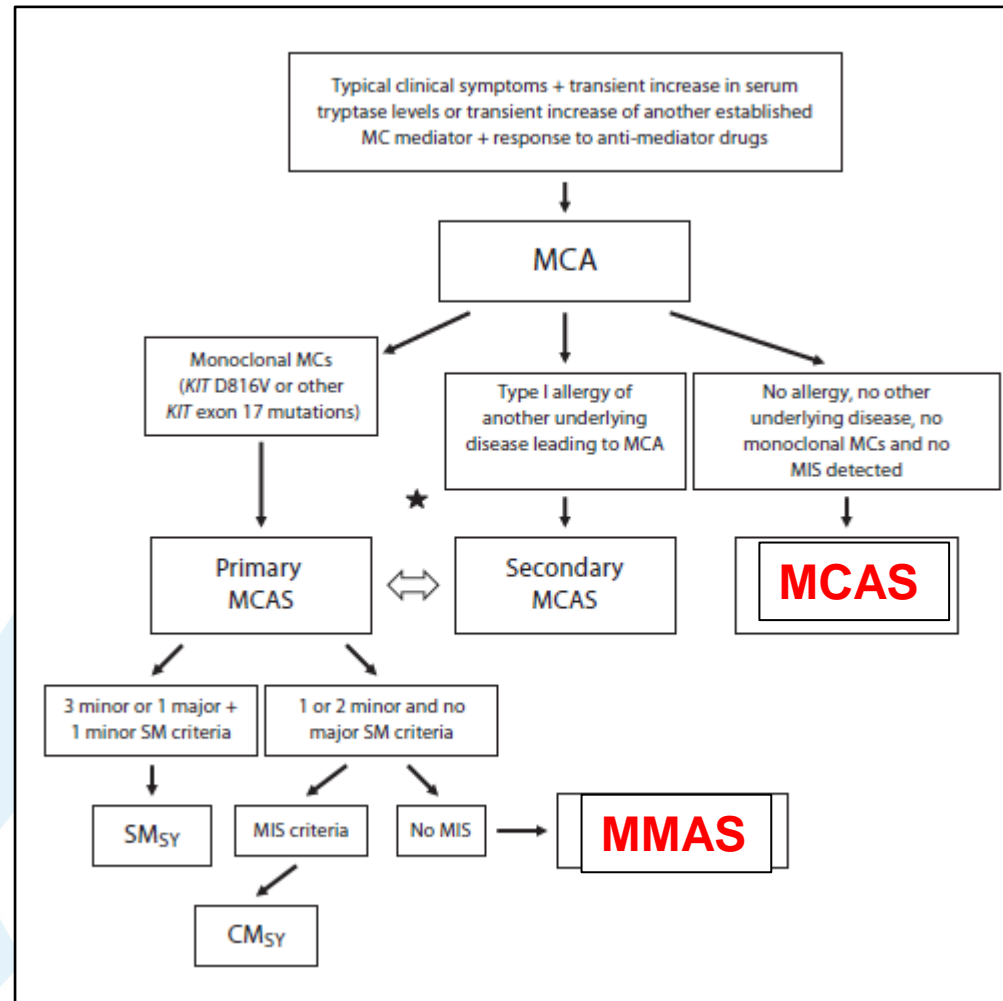 Typical clinical symptoms + transient increase in serum
tryptase levels or transient increase of another established
MC mediator + response to anti-mediator drugs
MCA
Monoclonal MCs
(KIT D816V or other
KIT exon 17 mutations)
Type I allergy of
another underlying
disease leading to MCA
No allergy, no other
underlying disease, no
monoclonal MCs and no
MIS detected
Primary
MCAS
Secondary
MCAS
MCAS
3 minor or 1 major +
1 minor SM criteria
1 or 2 minor and no
major SM criteria
SMSY
MIS criteria
No MIS
MMAS
CMSY